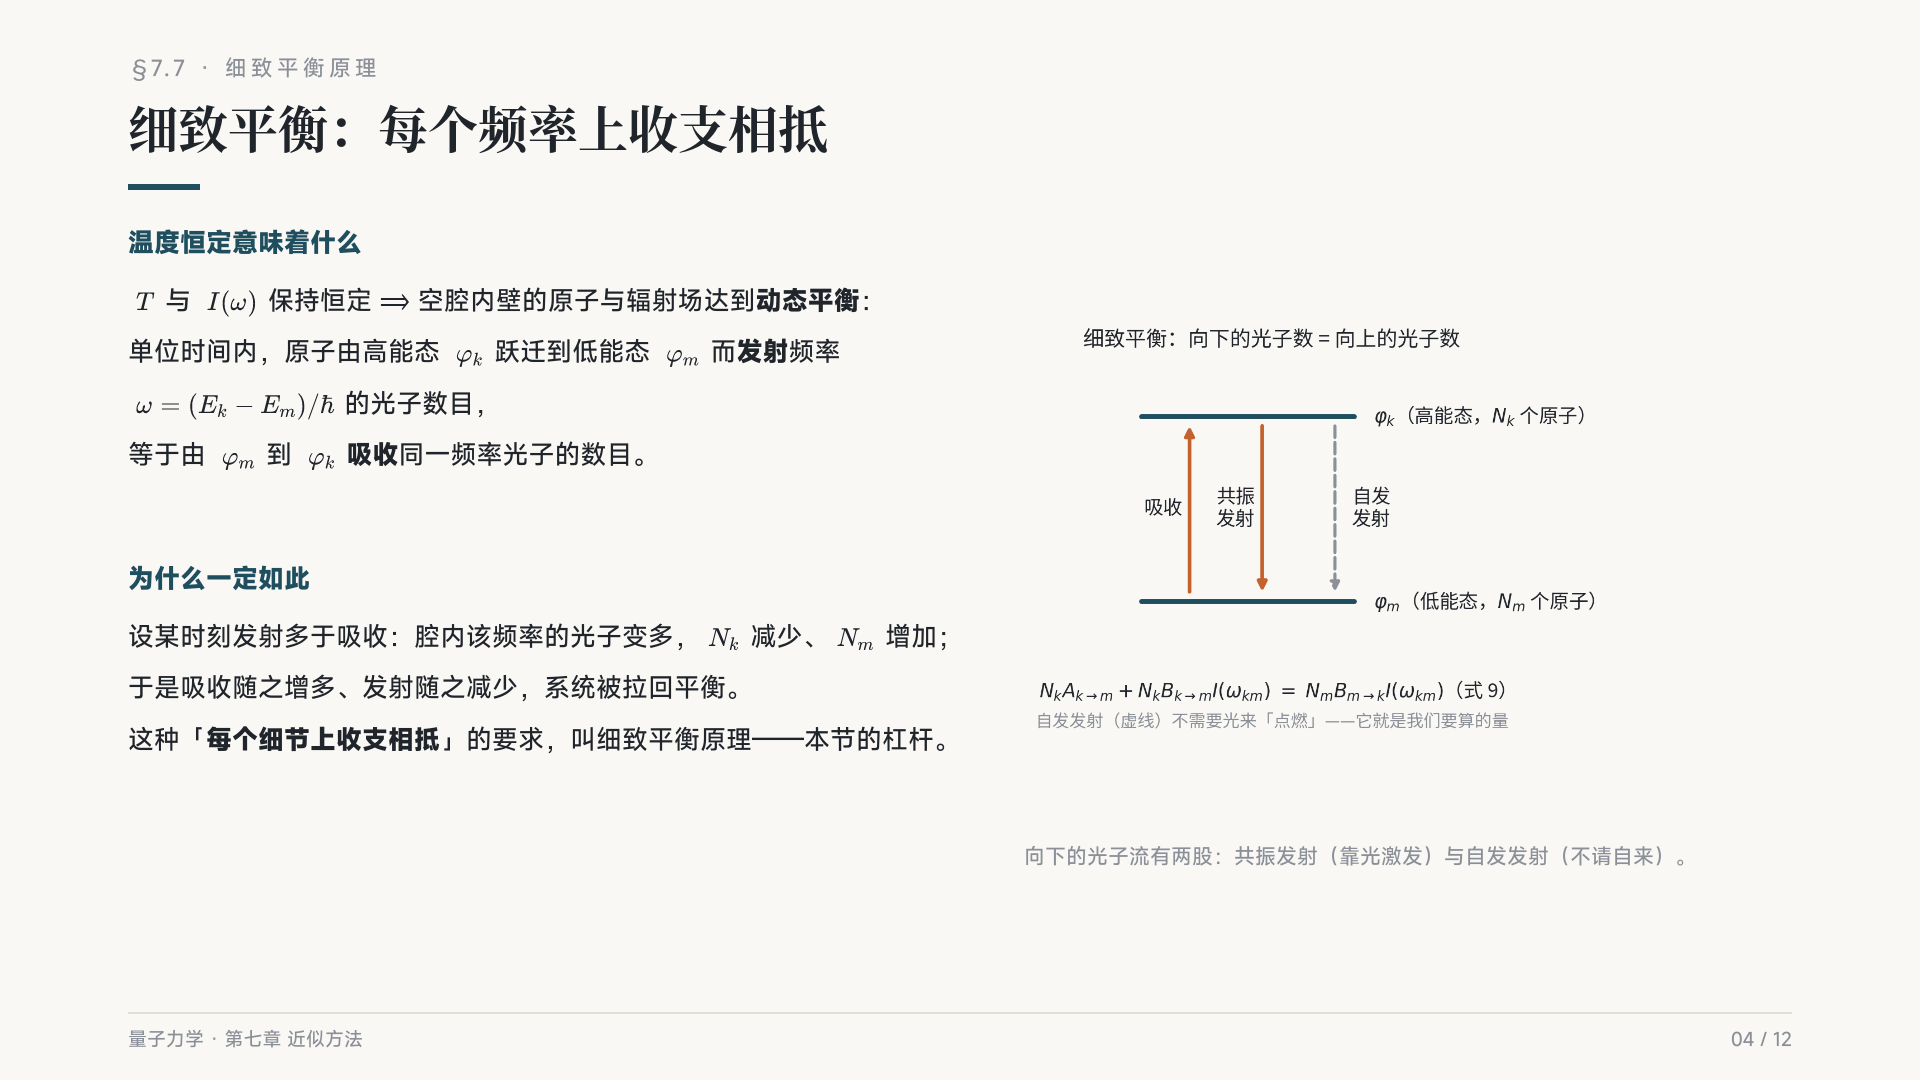 §7.7 · 细致平衡原理
细致平衡：每个频率上收支相抵
温度恒定意味着什么
T 与 I(ω) 保持恒定 ⟹ 空腔内壁的原子与辐射场达到动态平衡：
单位时间内，原子由高能态 φ_k 跃迁到低能态 φ_m 而发射频率
ω = (E_k − E_m)/ħ 的光子数目，
等于由 φ_m 到 φ_k 吸收同一频率光子的数目。
为什么一定如此
设某时刻发射多于吸收：腔内该频率的光子变多， N_k 减少、 N_m 增加；
于是吸收随之增多、发射随之减少，系统被拉回平衡。
这种「每个细节上收支相抵」的要求，叫细致平衡原理——本节的杠杆。
细致平衡：向下的光子数 = 向上的光子数
φ_k（高能态，N_k 个原子）
吸收
共振
发射
自发
发射
φ_m（低能态，N_m 个原子）
N_k A_{k→m} + N_k B_{k→m} I(ω_{km}) = N_m B_{m→k} I(ω_{km})（式 9）
自发发射（虚线）不需要光来「点燃」——它就是我们要算的量
向下的光子流有两股：共振发射（靠光激发）与自发发射（不请自来）。
量子力学 · 第七章 近似方法
04 / 12